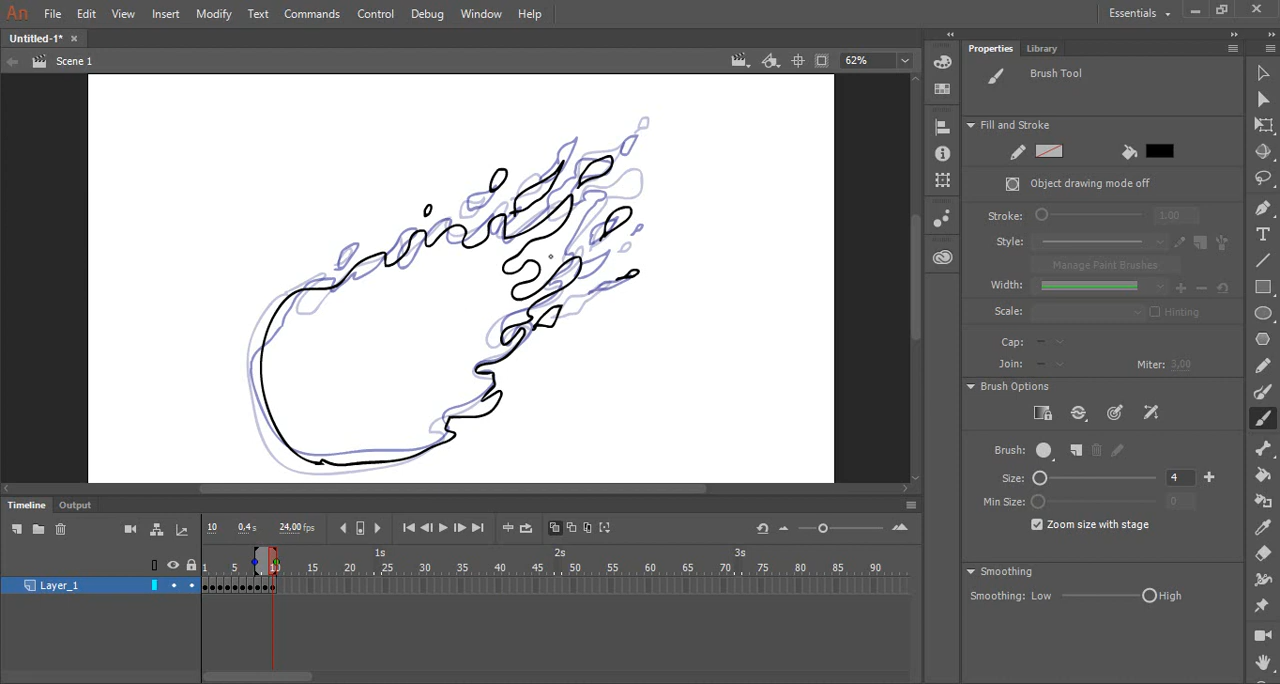 An File Edit View Insert Modify Text Commands Control Debug Window Help Essentials
Untitled-1*
Scene 1 62%
Properties Library
Brush Tool
Fill and Stroke
Object drawing mode off
Stroke: 1.00
Style:
Manage Paint Brushes
Width:
Scale: Hinting
Cap:
Join: Miter: 3,00
Brush Options
Brush:
Size: 4
Min Size: 0
Zoom size with stage
Smoothing
Smoothing: Low High
Timeline Output
10 0,4 s 24,00 fps
1s 2s 3s
1 5 10 15 20 25 30 35 40 45 50 55 60 65 70 75 80 85 90
Layer_1